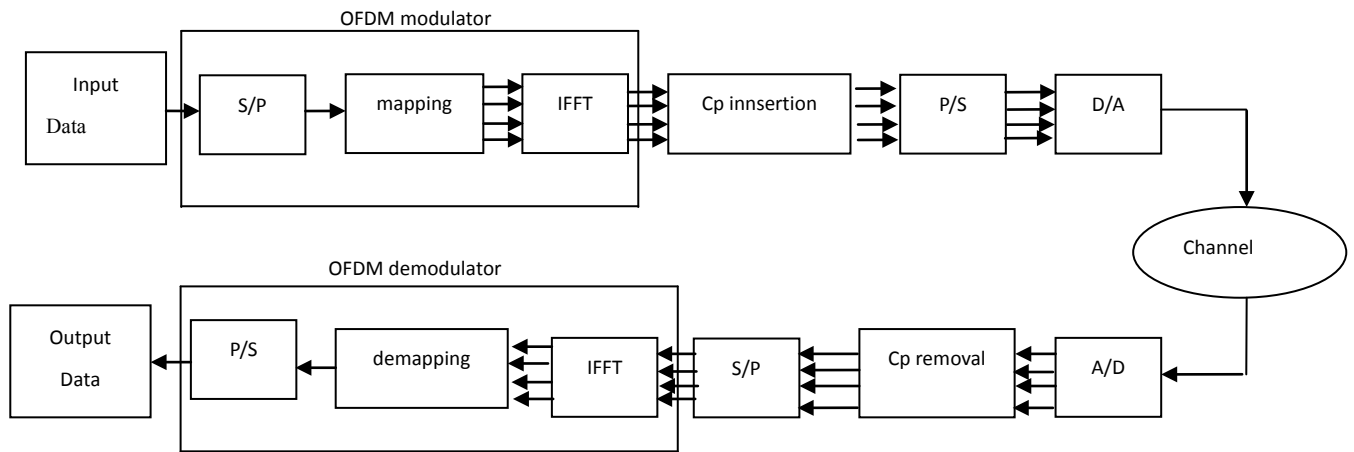 OFDM modulator
Input
Data
S/P
mapping
IFFT
Cp innsertion
P/S
D/A
Channel
OFDM demodulator
Output
Data
P/S
demapping
IFFT
S/P
Cp removal
A/D